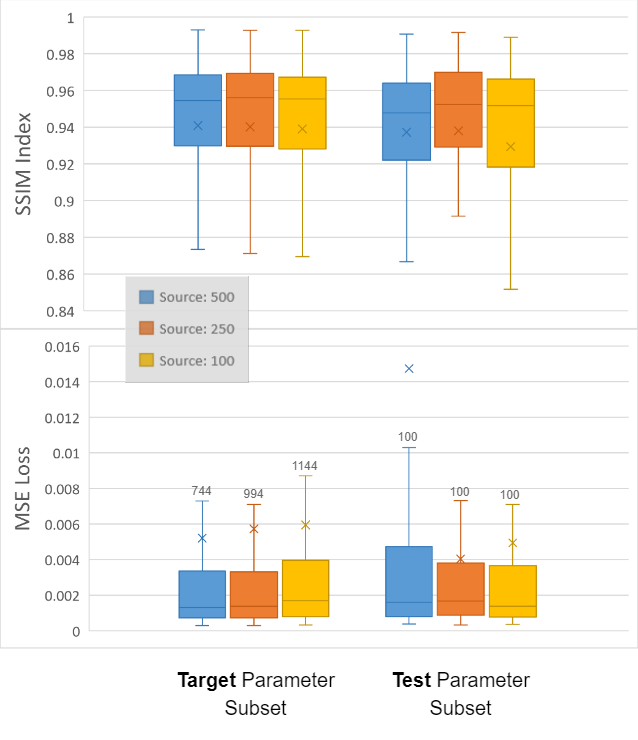 SSIM Index
1
0.98
0.96
0.94
0.92
0.9
0.88
0.86
0.84
Source: 500
Source: 250
Source: 100
MSE Loss
0.016
0.014
0.012
0.01
0.008
0.006
0.004
0.002
0
744
994
1144
100
100
100
Target Parameter
Subset
Test Parameter
Subset